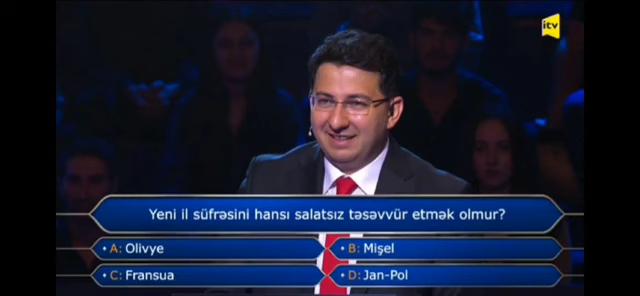 itv
Yeni il süfrəsini hansı salatsız təsəvvür etmək olmur?
A: Olivye
B: Mişel
C: Fransua
D: Jan-Pol